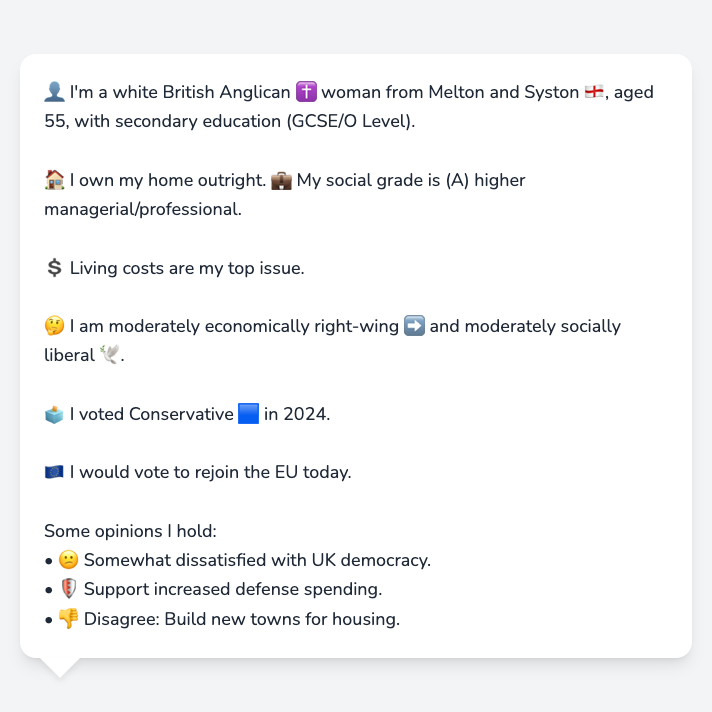 👤 I'm a white British Anglican ✝️ woman from Melton and Syston 🏴󠁧󠁢󠁥󠁮󠁧󠁿, aged
55, with secondary education (GCSE/O Level).
🏠 I own my home outright. 💼 My social grade is (A) higher
managerial/professional.
💲 Living costs are my top issue.
🤔 I am moderately economically right-wing ➡️ and moderately socially
liberal 🕊️.
🗳️ I voted Conservative 🟦 in 2024.
🇪🇺 I would vote to rejoin the EU today.
Some opinions I hold:
• 🙁 Somewhat dissatisfied with UK democracy.
• 🛡️ Support increased defense spending.
• 👎 Disagree: Build new towns for housing.